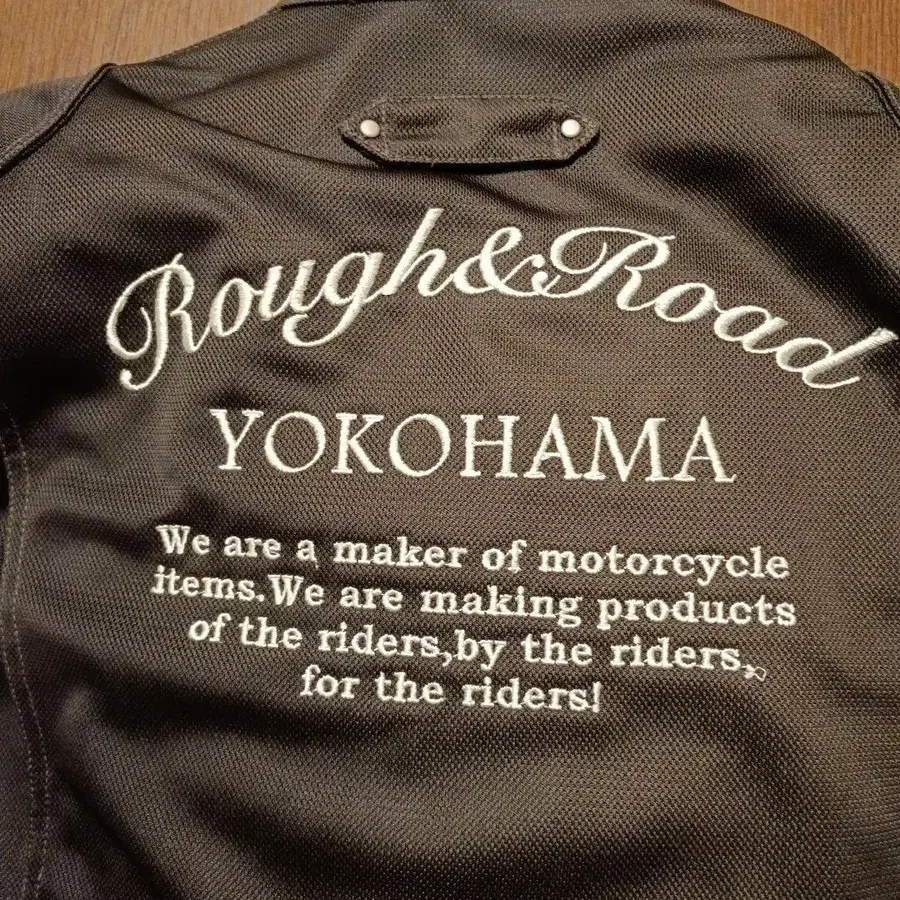 Rough&Road
YOKOHAMA
We are a maker of motorcycle
items.We are making products
of the riders,by the riders,
for the riders!